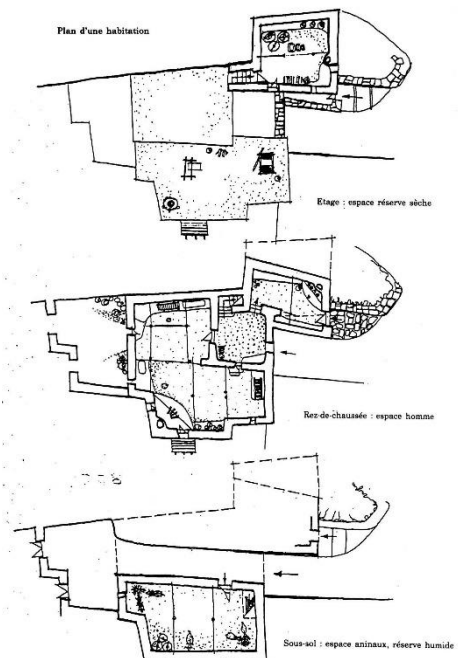 Plan d'une habitation
Etage : espace réserve sèche
Rez-de-chaussée : espace homme
Sous-sol : espace aninaux, réserve humide